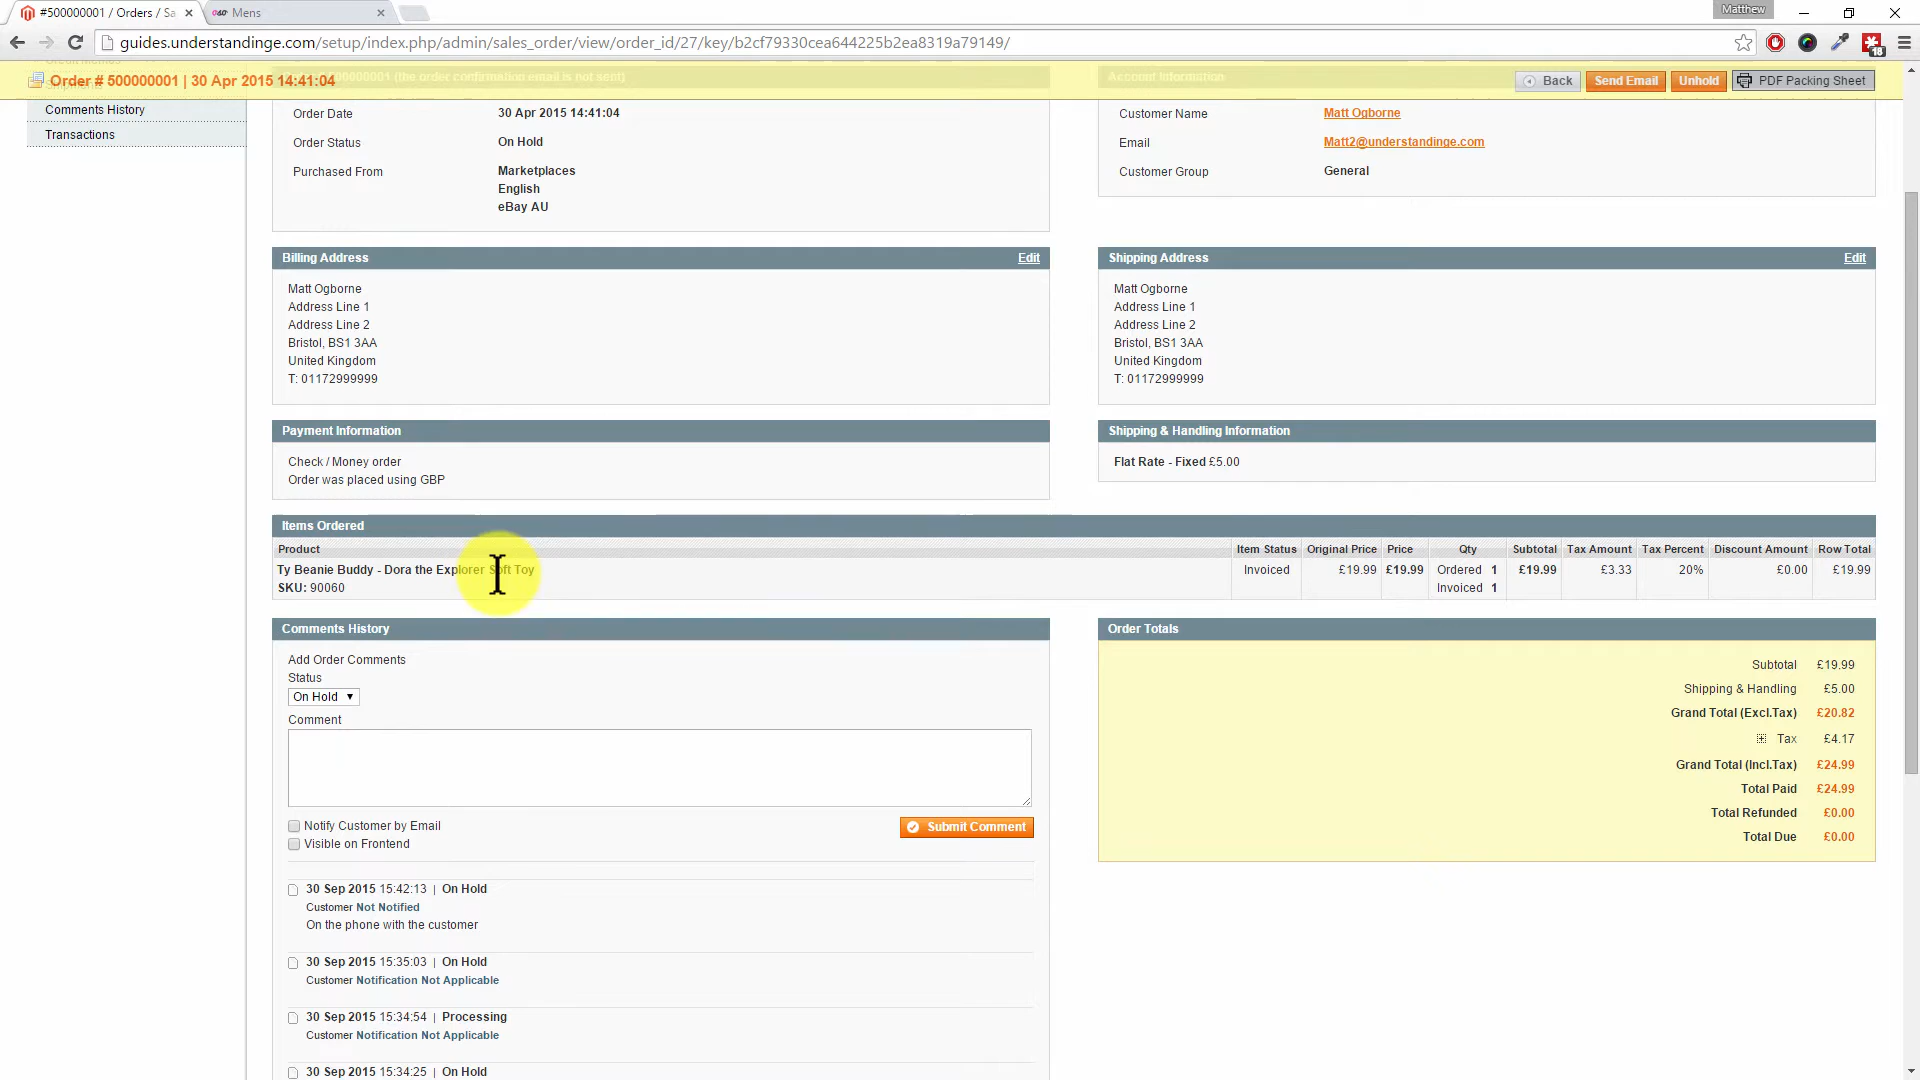 #500000001 / Orders / Sa
Mens
Matthew
guides.understandinge.com/setup/index.php/admin/sales_order/view/order_id/27/key/b2cf79330cea644225b2ea8319a79149/
18
Order # 500000001 | 30 Apr 2015 14:41:04
(the order confirmation email is not sent)
Account Information
Back
Send Email
Unhold
PDF Packing Sheet
Comments History
Transactions
Order Date 30 Apr 2015 14:41:04
Order Status On Hold
Purchased From Marketplaces
English
eBay AU
Customer Name Matt Ogborne
Email Matt2@understandinge.com
Customer Group General
Billing Address Edit
Matt Ogborne
Address Line 1
Address Line 2
Bristol, BS1 3AA
United Kingdom
T: 01172999999
Shipping Address Edit
Matt Ogborne
Address Line 1
Address Line 2
Bristol, BS1 3AA
United Kingdom
T: 01172999999
Payment Information
Check / Money order
Order was placed using GBP
Shipping & Handling Information
Flat Rate - Fixed £5.00
Items Ordered
Product Item Status Original Price Price Qty Subtotal Tax Amount Tax Percent Discount Amount Row Total
Ty Beanie Buddy - Dora the Explorer Soft Toy Invoiced £19.99 £19.99 Ordered 1 £19.99 £3.33 20% £0.00 £19.99
SKU: 90060 Invoiced 1
Comments History
Add Order Comments
Status
On Hold
Comment
Notify Customer by Email
Visible on Frontend
Submit Comment
30 Sep 2015 15:42:13 | On Hold
Customer Not Notified
On the phone with the customer
30 Sep 2015 15:35:03 | On Hold
Customer Notification Not Applicable
30 Sep 2015 15:34:54 | Processing
Customer Notification Not Applicable
30 Sep 2015 15:34:25 | On Hold
Order Totals
Subtotal £19.99
Shipping & Handling £5.00
Grand Total (Excl.Tax) £20.82
Tax £4.17
Grand Total (Incl.Tax) £24.99
Total Paid £24.99
Total Refunded £0.00
Total Due £0.00